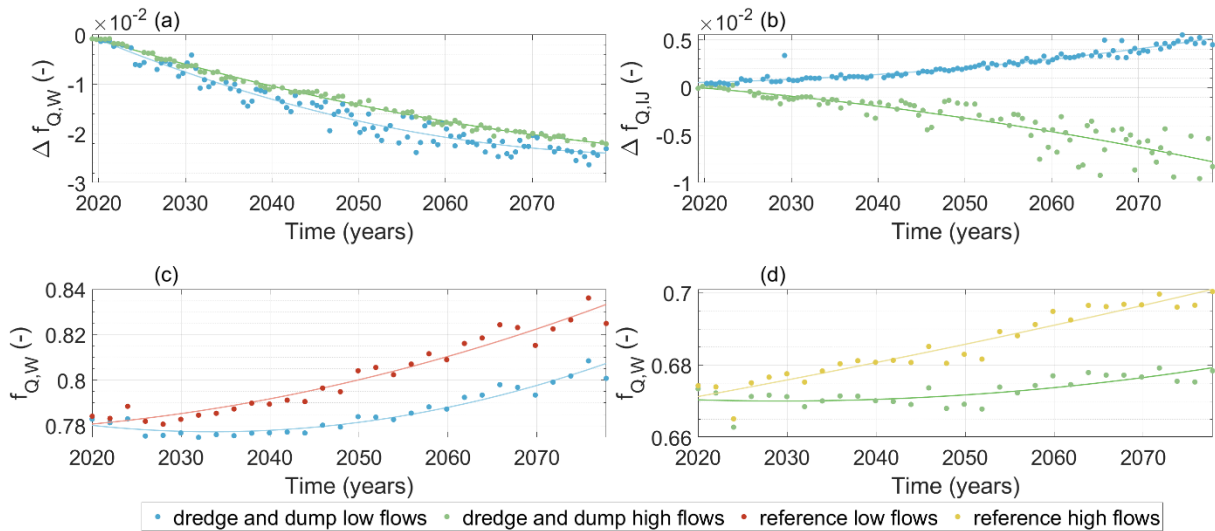 ×10⁻² (a)
0
-1
-2
-3
Δ f_Q,W (-)
2020 2030 2040 2050 2060 2070
Time (years)
×10⁻² (b)
0.5
0
-0.5
-1
Δ f_Q,IJ (-)
2020 2030 2040 2050 2060 2070
Time (years)
(c)
0.84
0.82
0.8
0.78
f_Q,W (-)
2020 2030 2040 2050 2060 2070
Time (years)
(d)
0.7
0.68
0.66
f_Q,W (-)
2020 2030 2040 2050 2060 2070
Time (years)
dredge and dump low flows dredge and dump high flows reference low flows reference high flows